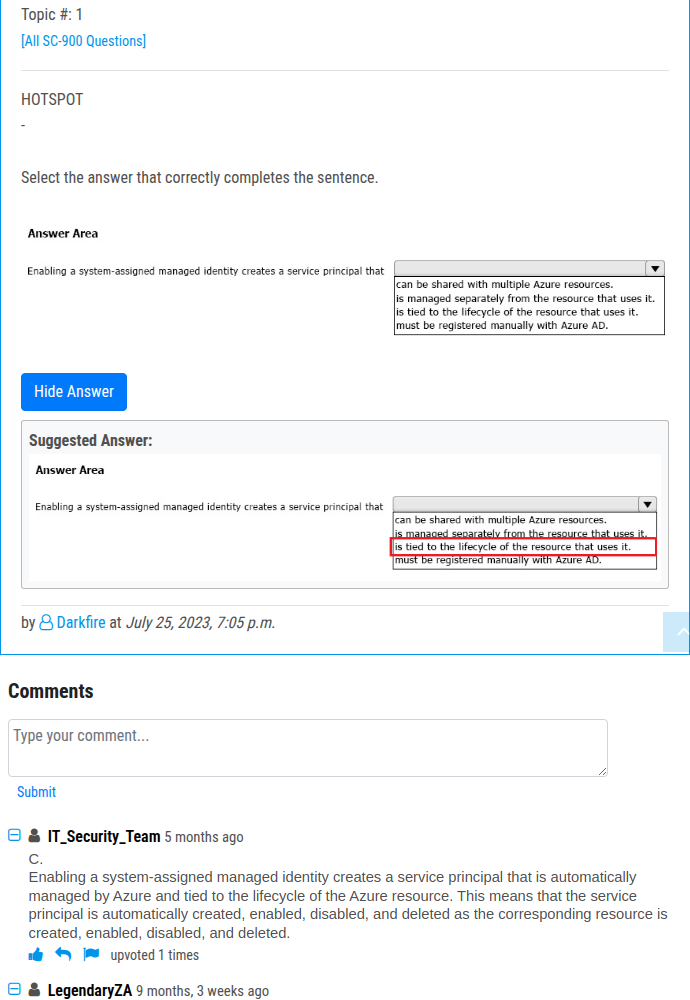 Topic #: 1
[All SC-900 Questions]
HOTSPOT
-
Select the answer that correctly completes the sentence.
Answer Area
Enabling a system-assigned managed identity creates a service principal that
can be shared with multiple Azure resources.
is managed separately from the resource that uses it.
is tied to the lifecycle of the resource that uses it.
must be registered manually with Azure AD.
Hide Answer
Suggested Answer:
Answer Area
Enabling a system-assigned managed identity creates a service principal that
can be shared with multiple Azure resources.
is managed separately from the resource that uses it.
is tied to the lifecycle of the resource that uses it.
must be registered manually with Azure AD.
by Darkfire at July 25, 2023, 7:05 p.m.
Comments
Type your comment...
Submit
IT_Security_Team 5 months ago
C.
Enabling a system-assigned managed identity creates a service principal that is automatically
managed by Azure and tied to the lifecycle of the Azure resource. This means that the service
principal is automatically created, enabled, disabled, and deleted as the corresponding resource is
created, enabled, disabled, and deleted.
upvoted 1 times
LegendaryZA 9 months, 3 weeks ago